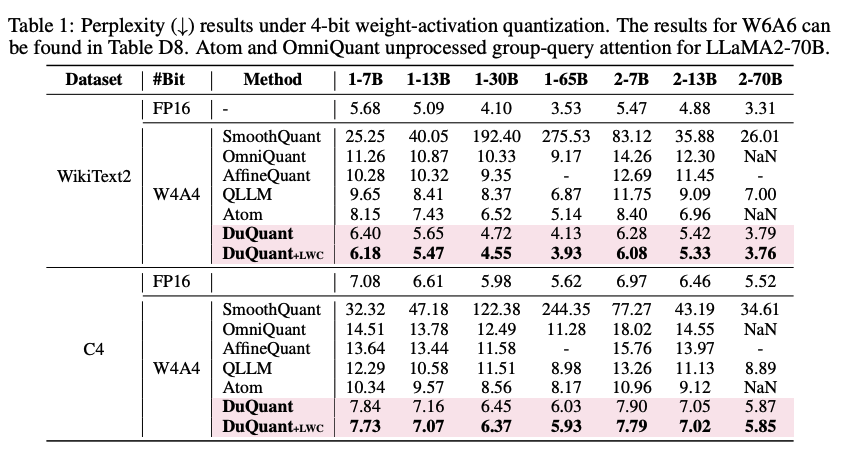 Table 1: Perplexity (↓) results under 4-bit weight-activation quantization. The results for W6A6 can
be found in Table D8. Atom and OmniQuant unprocessed group-query attention for LLaMA2-70B.
Dataset #Bit Method 1-7B 1-13B 1-30B 1-65B 2-7B 2-13B 2-70B
FP16 - 5.68 5.09 4.10 3.53 5.47 4.88 3.31
SmoothQuant 25.25 40.05 192.40 275.53 83.12 35.88 26.01
OmniQuant 11.26 10.87 10.33 9.17 14.26 12.30 NaN
WikiText2 AffineQuant 10.28 10.32 9.35 - 12.69 11.45 -
W4A4 QLLM 9.65 8.41 8.37 6.87 11.75 9.09 7.00
Atom 8.15 7.43 6.52 5.14 8.40 6.96 NaN
DuQuant 6.40 5.65 4.72 4.13 6.28 5.42 3.79
DuQuant+LWC 6.18 5.47 4.55 3.93 6.08 5.33 3.76
FP16 7.08 6.61 5.98 5.62 6.97 6.46 5.52
SmoothQuant 32.32 47.18 122.38 244.35 77.27 43.19 34.61
OmniQuant 14.51 13.78 12.49 11.28 18.02 14.55 NaN
C4 AffineQuant 13.64 13.44 11.58 - 15.76 13.97 -
W4A4 QLLM 12.29 10.58 11.51 8.98 13.26 11.13 8.89
Atom 10.34 9.57 8.56 8.17 10.96 9.12 NaN
DuQuant 7.84 7.16 6.45 6.03 7.90 7.05 5.87
DuQuant+LWC 7.73 7.07 6.37 5.93 7.79 7.02 5.85